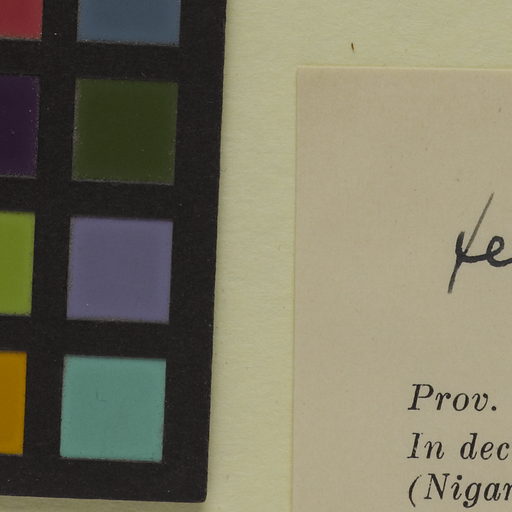 Prov.
In dec
(Nigar